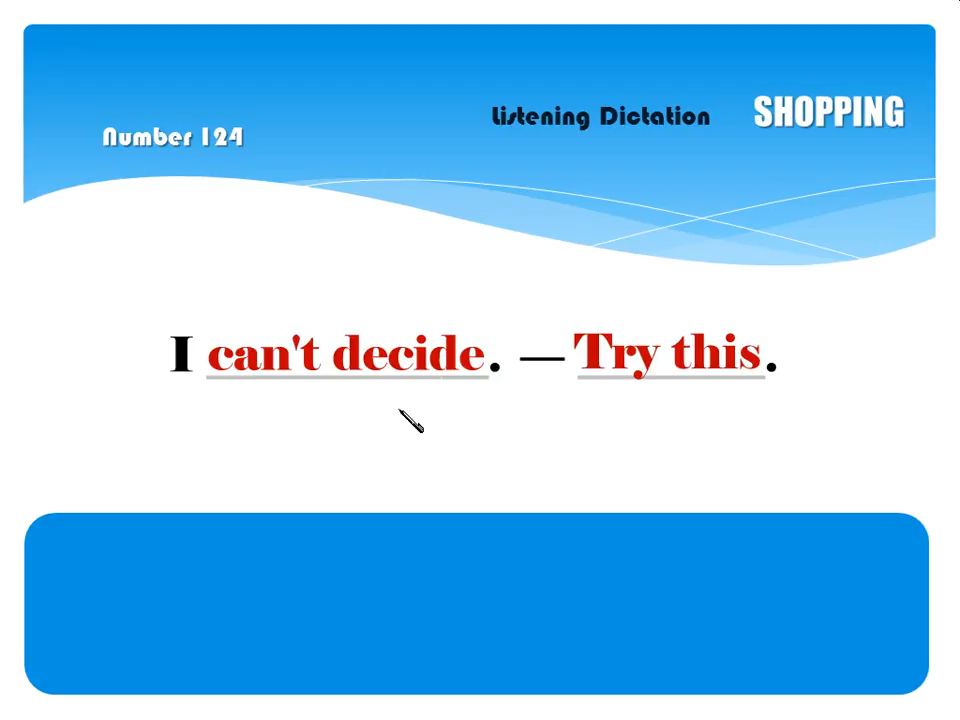 Listening Dictation SHOPPING
Number 124
I can't decide. — Try this.